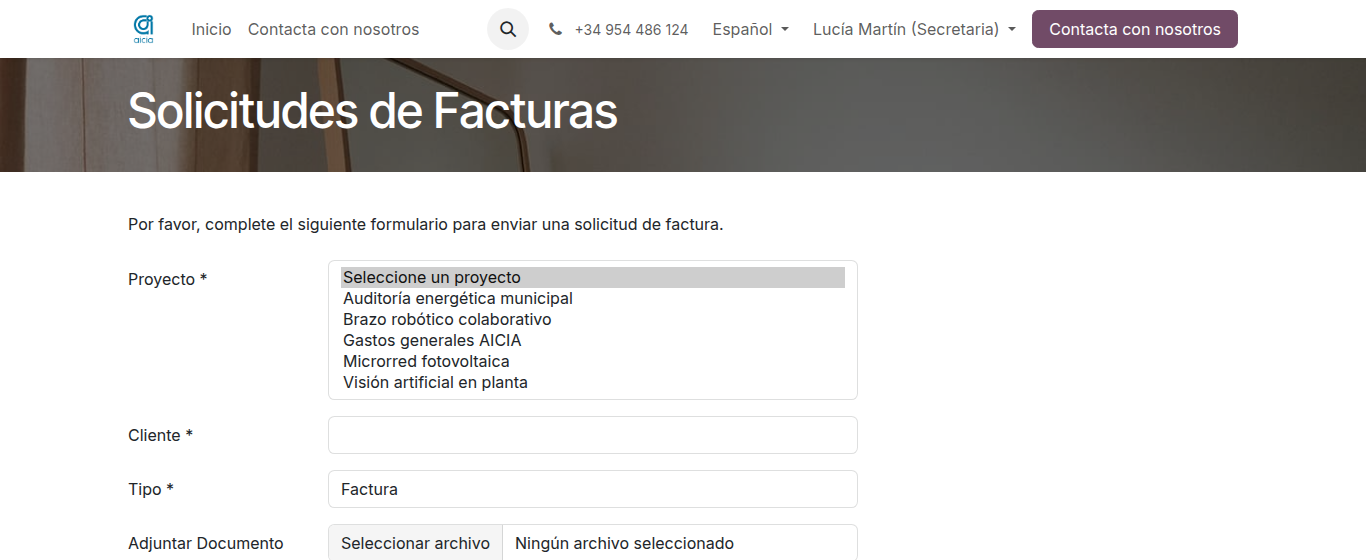 aicia
Inicio
Contacta con nosotros
+34 954 486 124
Español
Lucía Martín (Secretaria)
Contacta con nosotros
Solicitudes de Facturas
Por favor, complete el siguiente formulario para enviar una solicitud de factura.
Proyecto *
Seleccione un proyecto
Auditoría energética municipal
Brazo robótico colaborativo
Gastos generales AICIA
Microrred fotovoltaica
Visión artificial en planta
Cliente *
Tipo *
Factura
Adjuntar Documento
Seleccionar archivo
Ningún archivo seleccionado